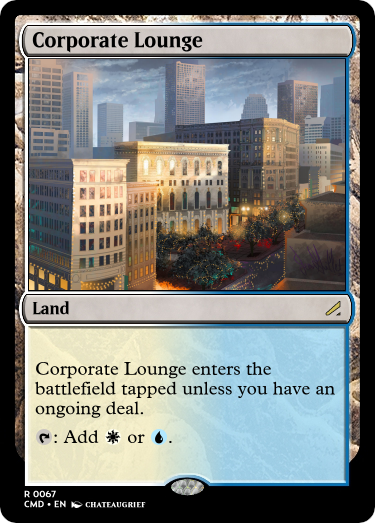 Corporate Lounge
Land
Corporate Lounge enters the
battlefield tapped unless you have an
ongoing deal.
: Add or .
R 0067
CMD • EN CHATEAUGRIEF